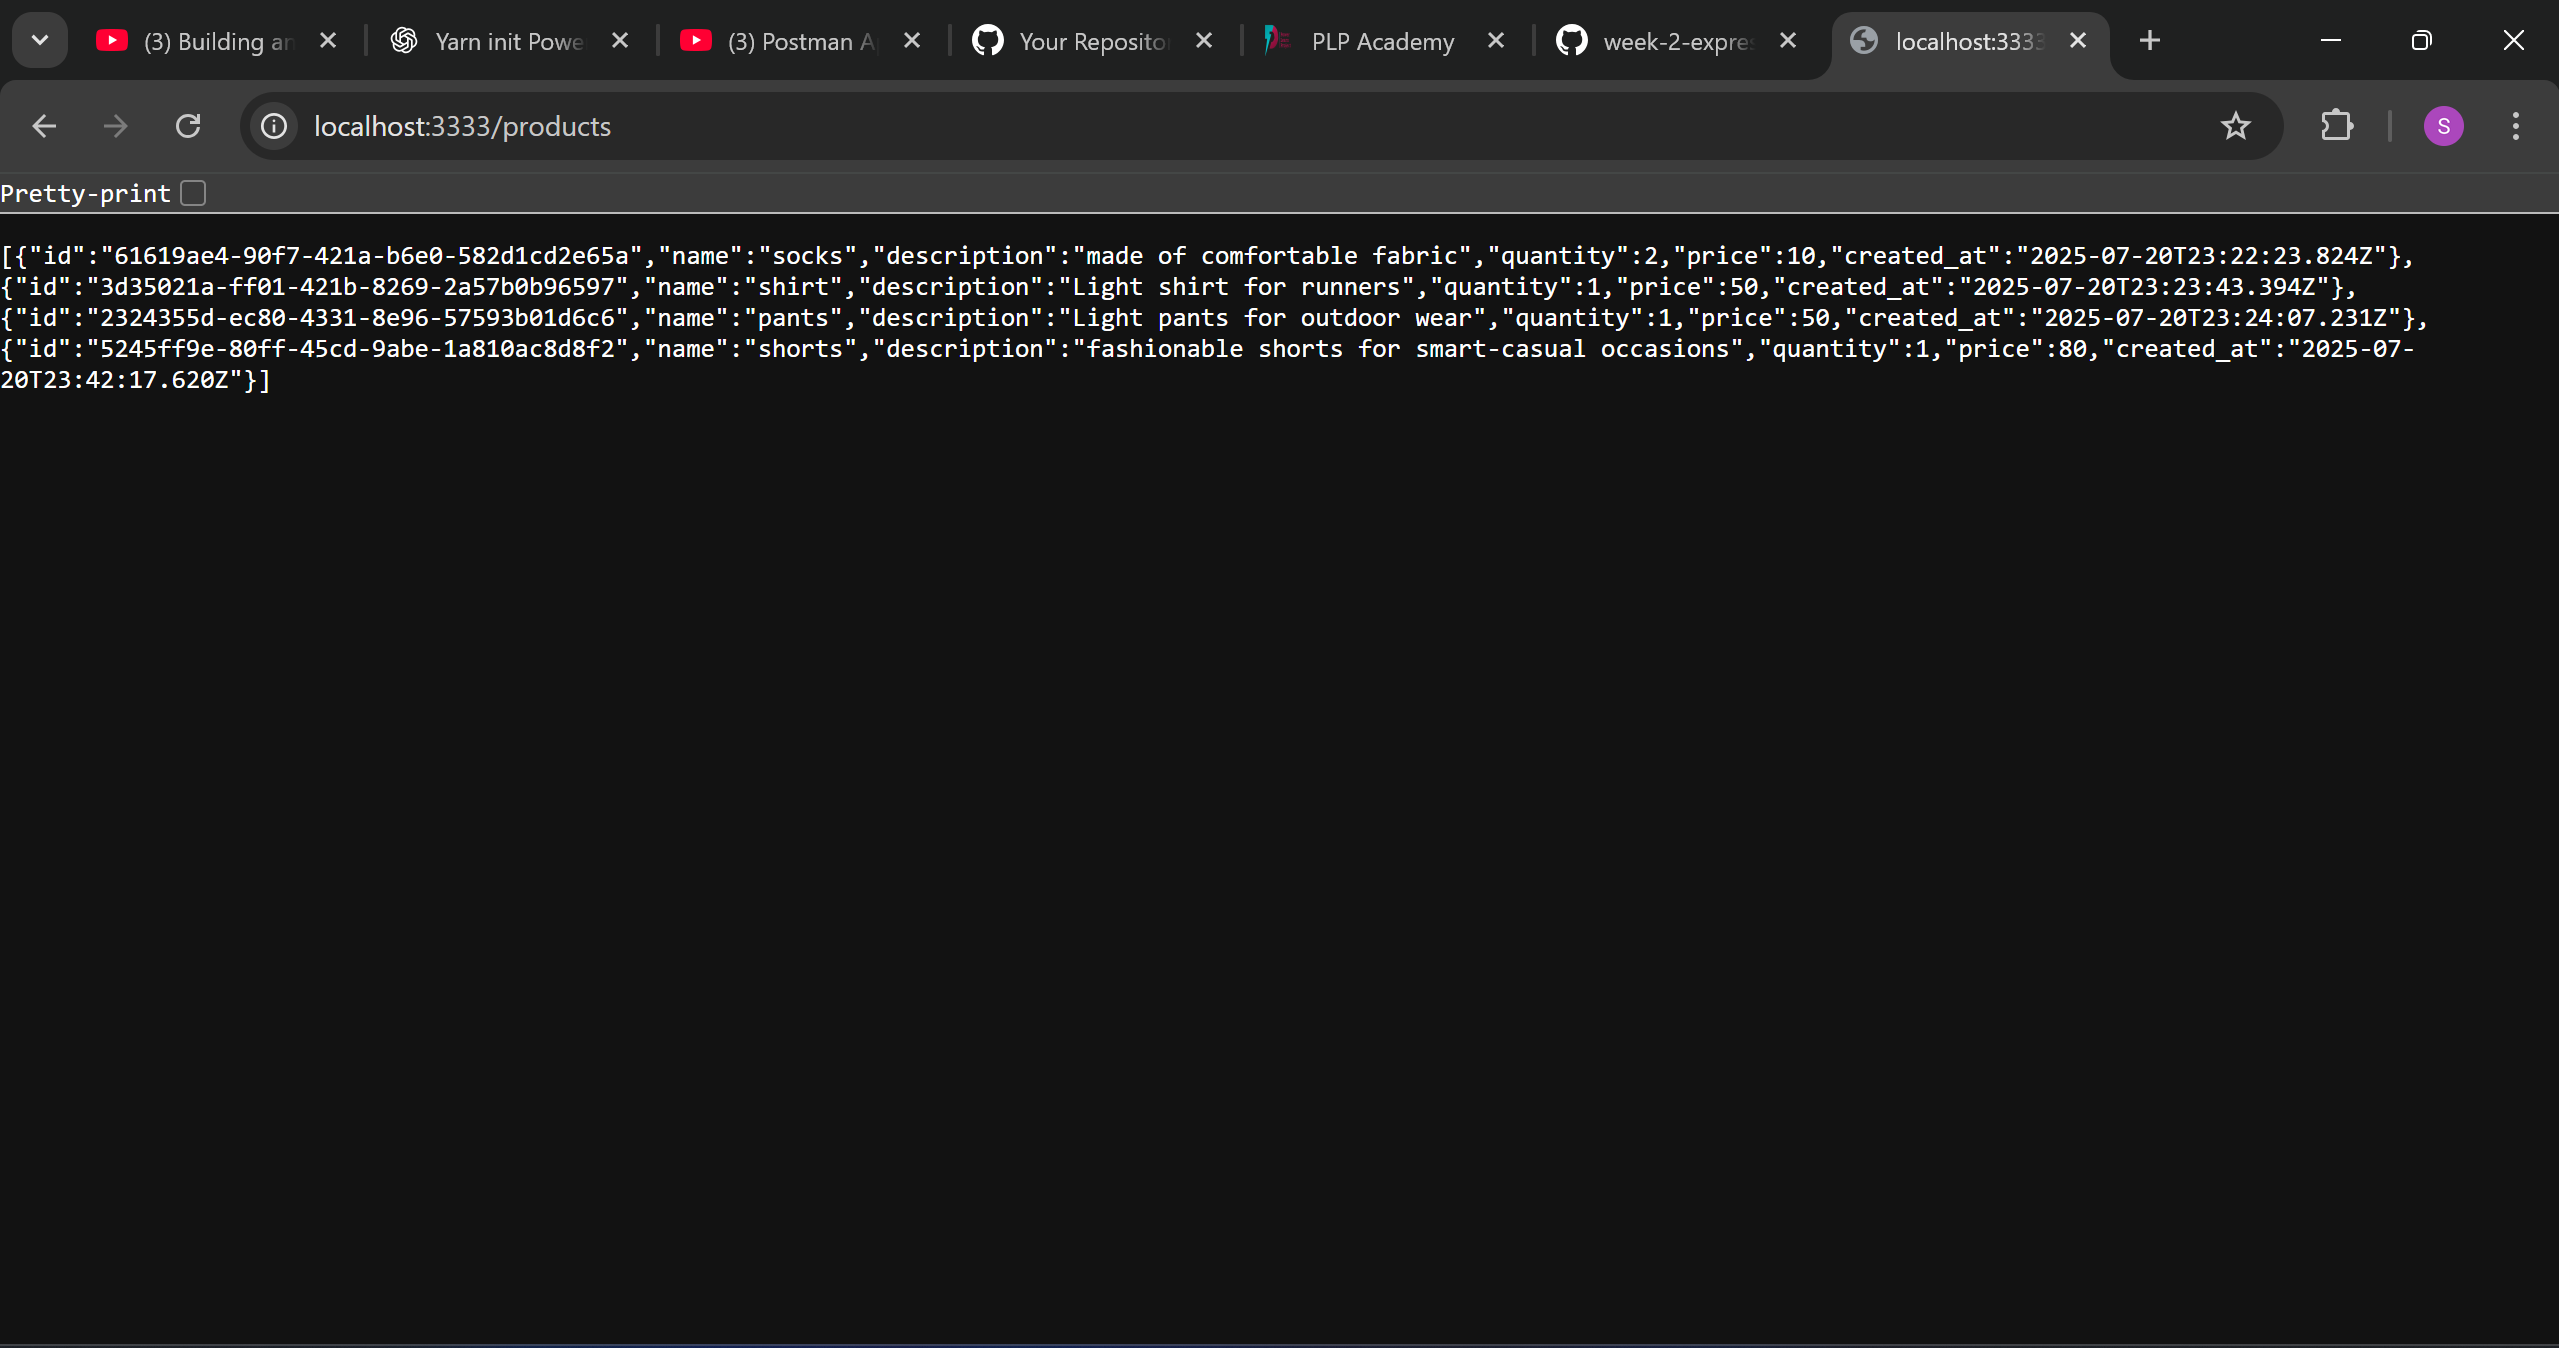 (3) Building an
Yarn init Powe
(3) Postman A
Your Reposito
PLP Academy
week-2-expres
localhost:3333
localhost:3333/products
S
Pretty-print
[{"id":"61619ae4-90f7-421a-b6e0-582d1cd2e65a","name":"socks","description":"made of comfortable fabric","quantity":2,"price":10,"created_at":"2025-07-20T23:22:23.824Z"},
{"id":"3d35021a-ff01-421b-8269-2a57b0b96597","name":"shirt","description":"Light shirt for runners","quantity":1,"price":50,"created_at":"2025-07-20T23:23:43.394Z"},
{"id":"2324355d-ec80-4331-8e96-57593b01d6c6","name":"pants","description":"Light pants for outdoor wear","quantity":1,"price":50,"created_at":"2025-07-20T23:24:07.231Z"},
{"id":"5245ff9e-80ff-45cd-9abe-1a810ac8d8f2","name":"shorts","description":"fashionable shorts for smart-casual occasions","quantity":1,"price":80,"created_at":"2025-07-
20T23:42:17.620Z"}]